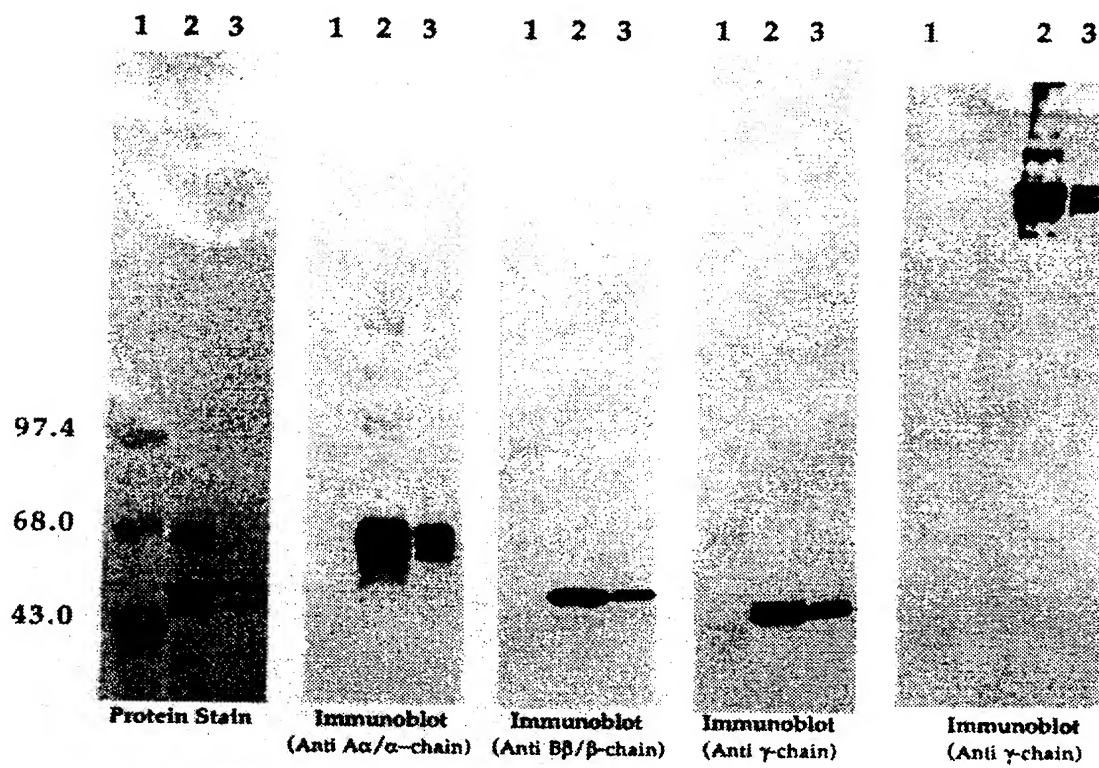 1 2 3 1 2 3 1 2 3 1 2 3 1 2 3
97.4
68.0
43.0
Protein Stain
Immunoblot
(Anti Aα/α-chain)
Immunoblot
(Anti Bβ/β-chain)
Immunoblot
(Anti γ-chain)
Immunoblot
(Anti γ-chain)